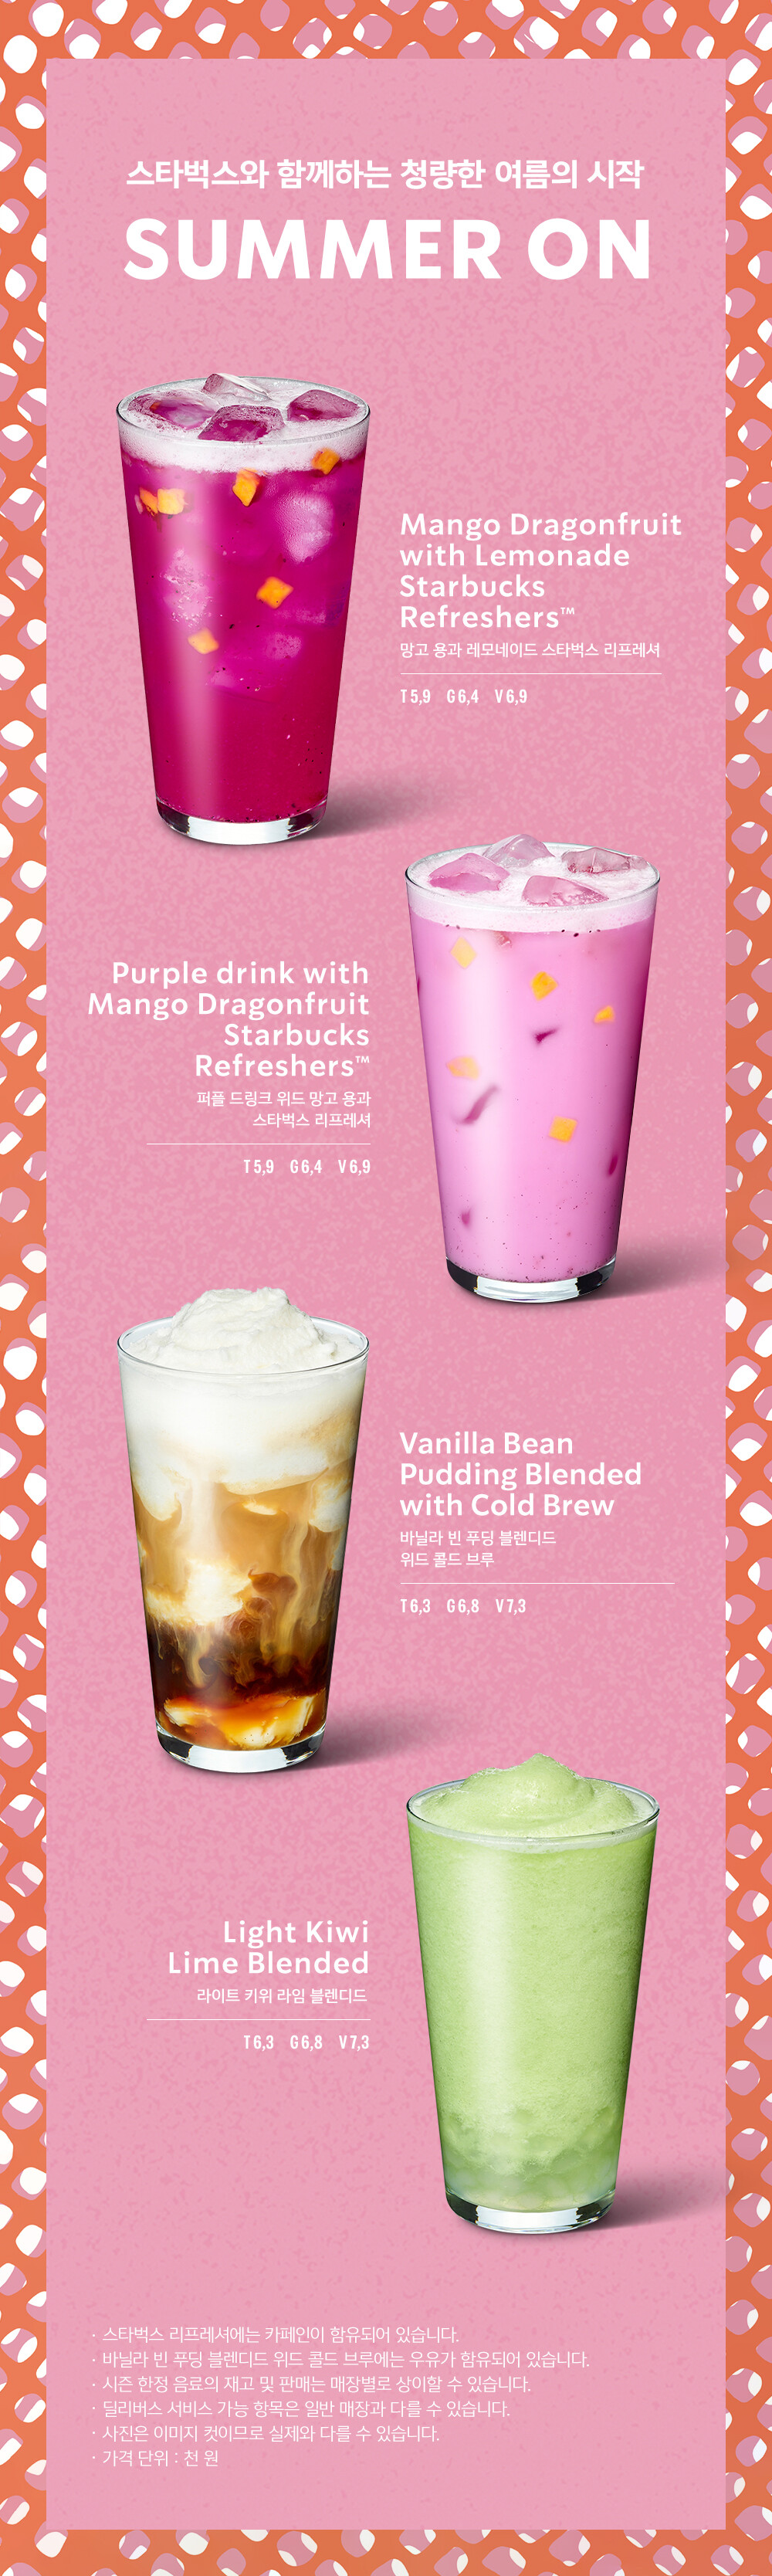 스타벅스와 함께하는 청량한 여름의 시작
SUMMER ON
Mango Dragonfruit
with Lemonade
Starbucks
Refreshers™
망고 용과 레모네이드 스타벅스 리프레셔
T 5,9 G 6,4 V 6,9
Purple drink with
Mango Dragonfruit
Starbucks
Refreshers™
퍼플 드링크 위드 망고 용과
스타벅스 리프레셔
T 5,9 G 6,4 V 6,9
Vanilla Bean
Pudding Blended
with Cold Brew
바닐라 빈 푸딩 블렌디드
위드 콜드 브루
T 6,3 G 6,8 V 7,3
Light Kiwi
Lime Blended
라이트 키위 라임 블렌디드
T 6,3 G 6,8 V 7,3
· 스타벅스 리프레셔에는 카페인이 함유되어 있습니다.
· 바닐라 빈 푸딩 블렌디드 위드 콜드 브루에는 우유가 함유되어 있습니다.
· 시즌 한정 음료의 재고 및 판매는 매장별로 상이할 수 있습니다.
· 딜리버스 서비스 가능 항목은 일반 매장과 다를 수 있습니다.
· 사진은 이미지 컷이므로 실제와 다를 수 있습니다.
· 가격 단위 : 천 원